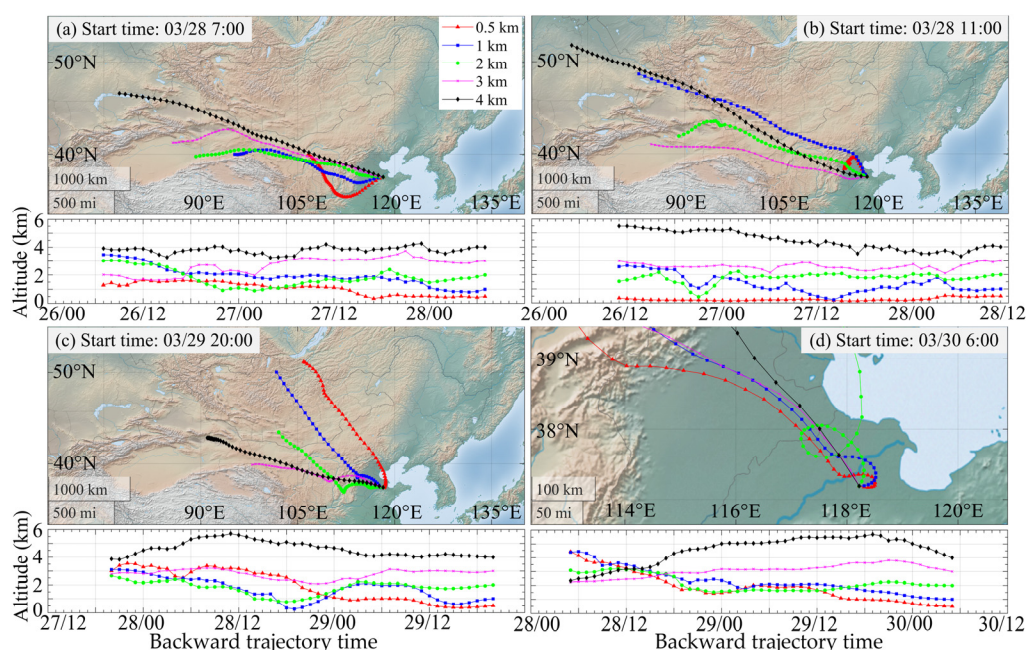 (a) Start time: 03/28 7:00
50°N
40°N
1000 km
500 mi
90°E
105°E
120°E
135°E
0.5 km
1 km
2 km
3 km
4 km
Altitude (km)
6
4
2
0
26/00
26/12
27/00
27/12
28/00
(b) Start time: 03/28 11:00
50°N
40°N
1000 km
500 mi
90°E
105°E
120°E
135°E
26/00
26/12
27/00
27/12
28/00
28/12
(c) Start time: 03/29 20:00
50°N
40°N
1000 km
500 mi
90°E
105°E
120°E
135°E
Altitude (km)
6
4
2
0
27/12
28/00
28/12
29/00
29/12
Backward trajectory time
(d) Start time: 03/30 6:00
39°N
38°N
100 km
50 mi
114°E
116°E
118°E
120°E
28/00
28/12
29/00
29/12
30/00
30/12
Backward trajectory time